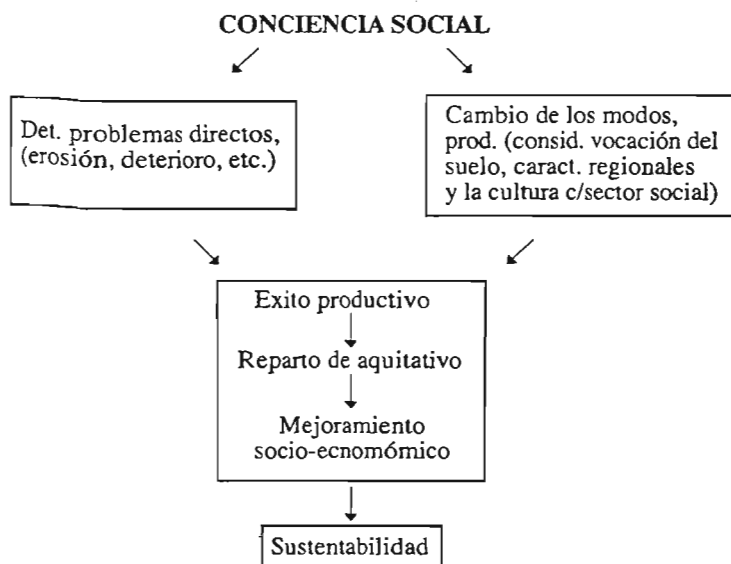 CONCIENCIA SOCIAL
Det. problemas directos,
(erosión, deterioro, etc.)
Cambio de los modos,
prod. (consid. vocación del
suelo, caract. regionales
y la cultura c/sector social)
Exito productivo
Reparto de aquitativo
Mejoramiento
socio-ecnomómico
Sustentabilidad